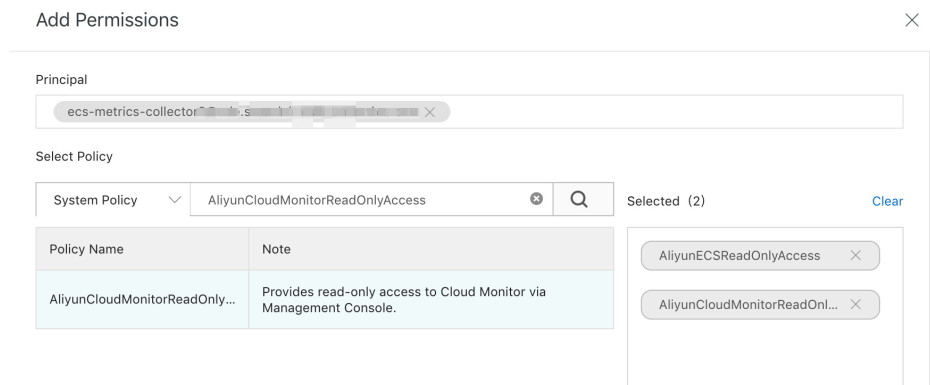 Add Permissions
Principal
ecs-metrics-collector
Select Policy
System Policy
AliyunCloudMonitorReadOnlyAccess
Selected (2)
Clear
Policy Name
Note
AliyunCloudMonitorReadOnly...
Provides read-only access to Cloud Monitor via
Management Console.
AliyunECSReadOnlyAccess
AliyunCloudMonitorReadOnl...